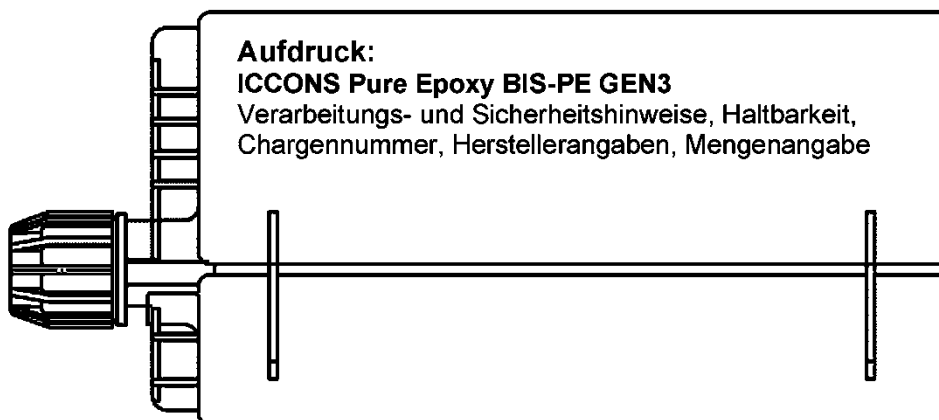 Aufdruck:
ICCONS Pure Epoxy BIS-PE GEN3
Verarbeitungs- und Sicherheitshinweise, Haltbarkeit,
Chargennummer, Herstellerangaben, Mengenangabe